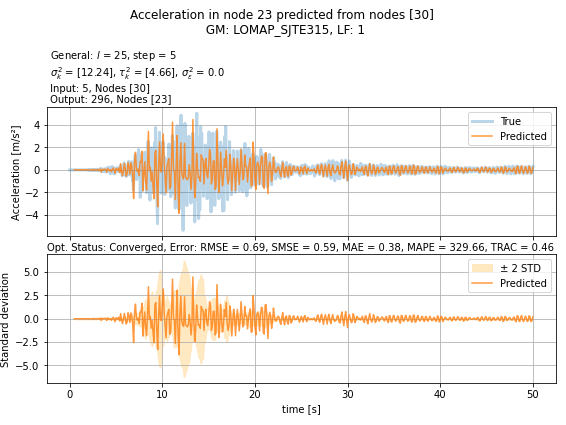 Acceleration in node 23 predicted from nodes [30]
GM: LOMAP_SJTE315, LF: 1
General: l = 25, step = 5
σ²ₖ = [12.24], τ²ₖ = [4.66], σ²ε = 0.0
Input: 5, Nodes [30]
Output: 296, Nodes [23]
Acceleration [m/s²]
4
2
0
−2
−4
True
Predicted
Opt. Status: Converged, Error: RMSE = 0.69, SMSE = 0.59, MAE = 0.38, MAPE = 329.66, TRAC = 0.46
Standard deviation
5.0
2.5
0.0
−2.5
−5.0
± 2 STD
Predicted
0 10 20 30 40 50
time [s]